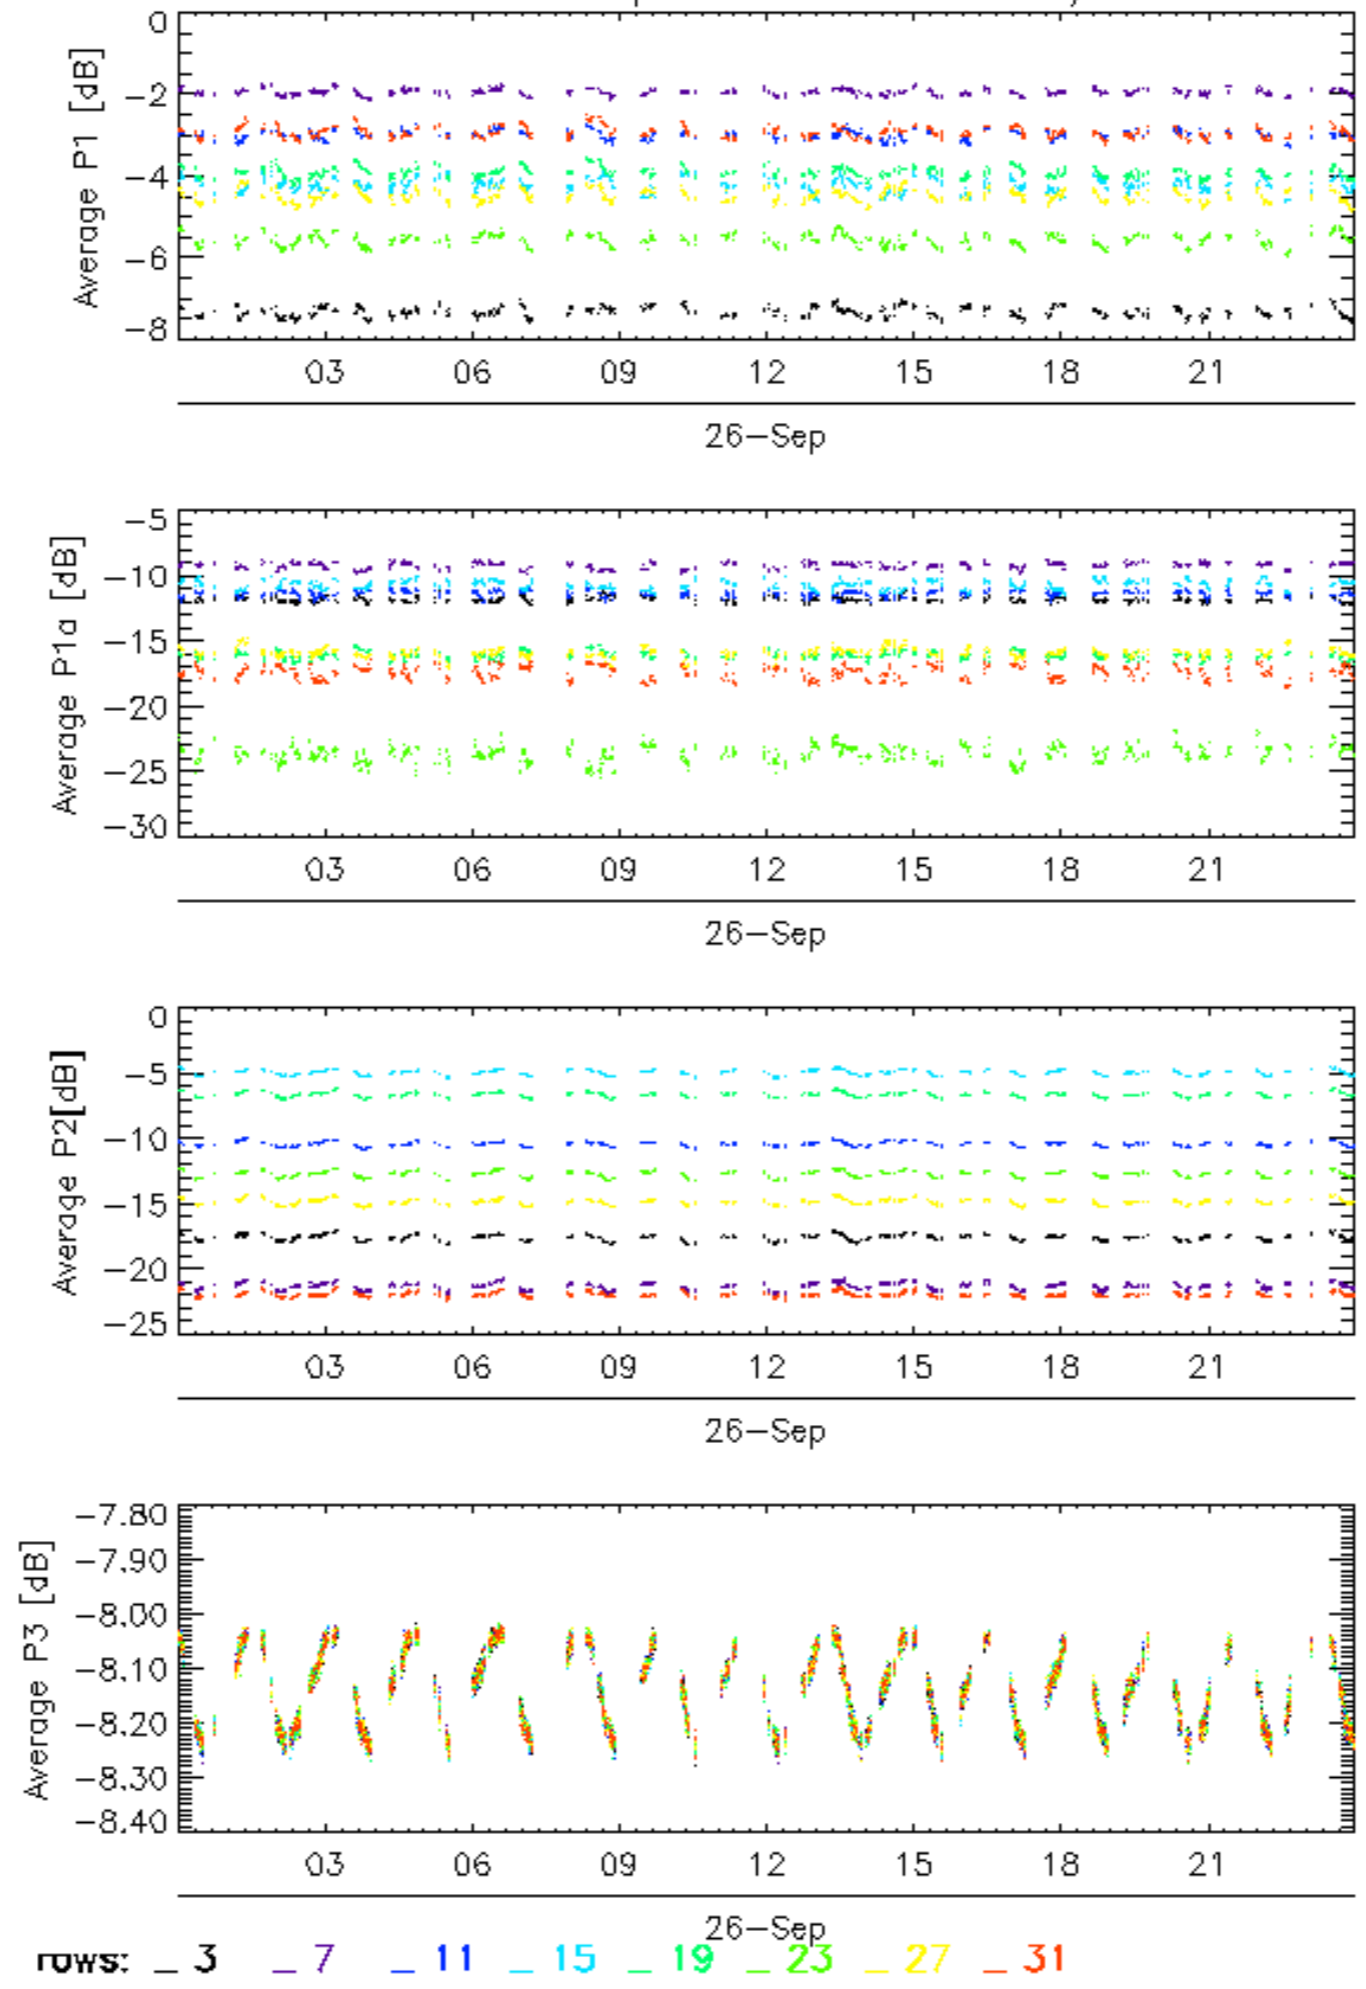 0
−2
−4
−6
−8
Average P1 [dB]
03 06 09 12 15 18 21
26−Sep
−5
−10
−15
−20
−25
−30
Average P1a [dB]
03 06 09 12 15 18 21
26−Sep
0
−5
−10
−15
−20
−25
Average P2[dB]
03 06 09 12 15 18 21
26−Sep
−7.80
−7.90
−8.00
−8.10
−8.20
−8.30
−8.40
Average P3 [dB]
03 06 09 12 15 18 21
26−Sep
rows: _ 3 _ 7 _ 11 _ 15 _ 19 _ 23 _ 27 _ 31